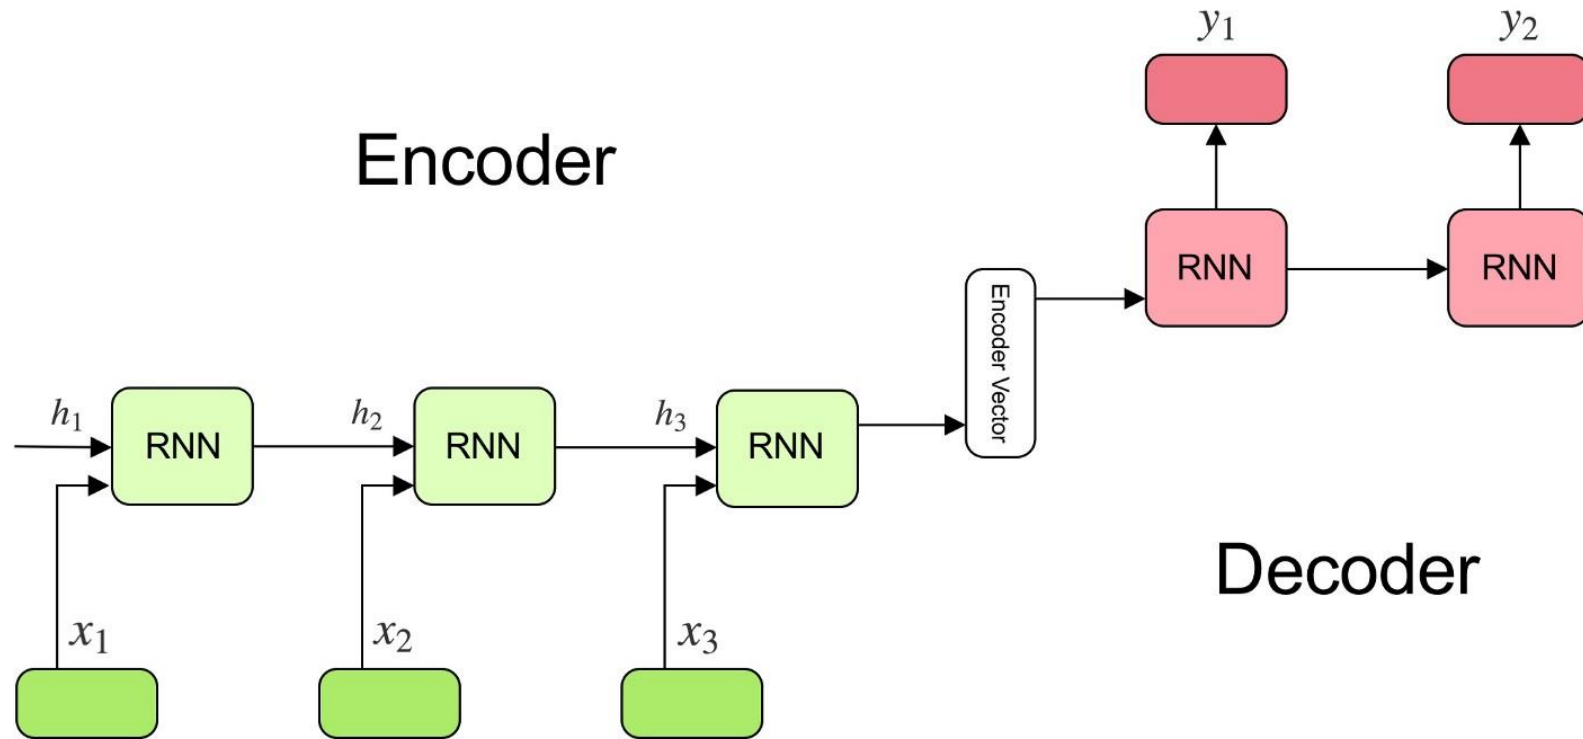 y₁
y₂
Encoder
RNN
RNN
Encoder Vector
h₁
RNN
h₂
RNN
h₃
RNN
Decoder
x₁
x₂
x₃